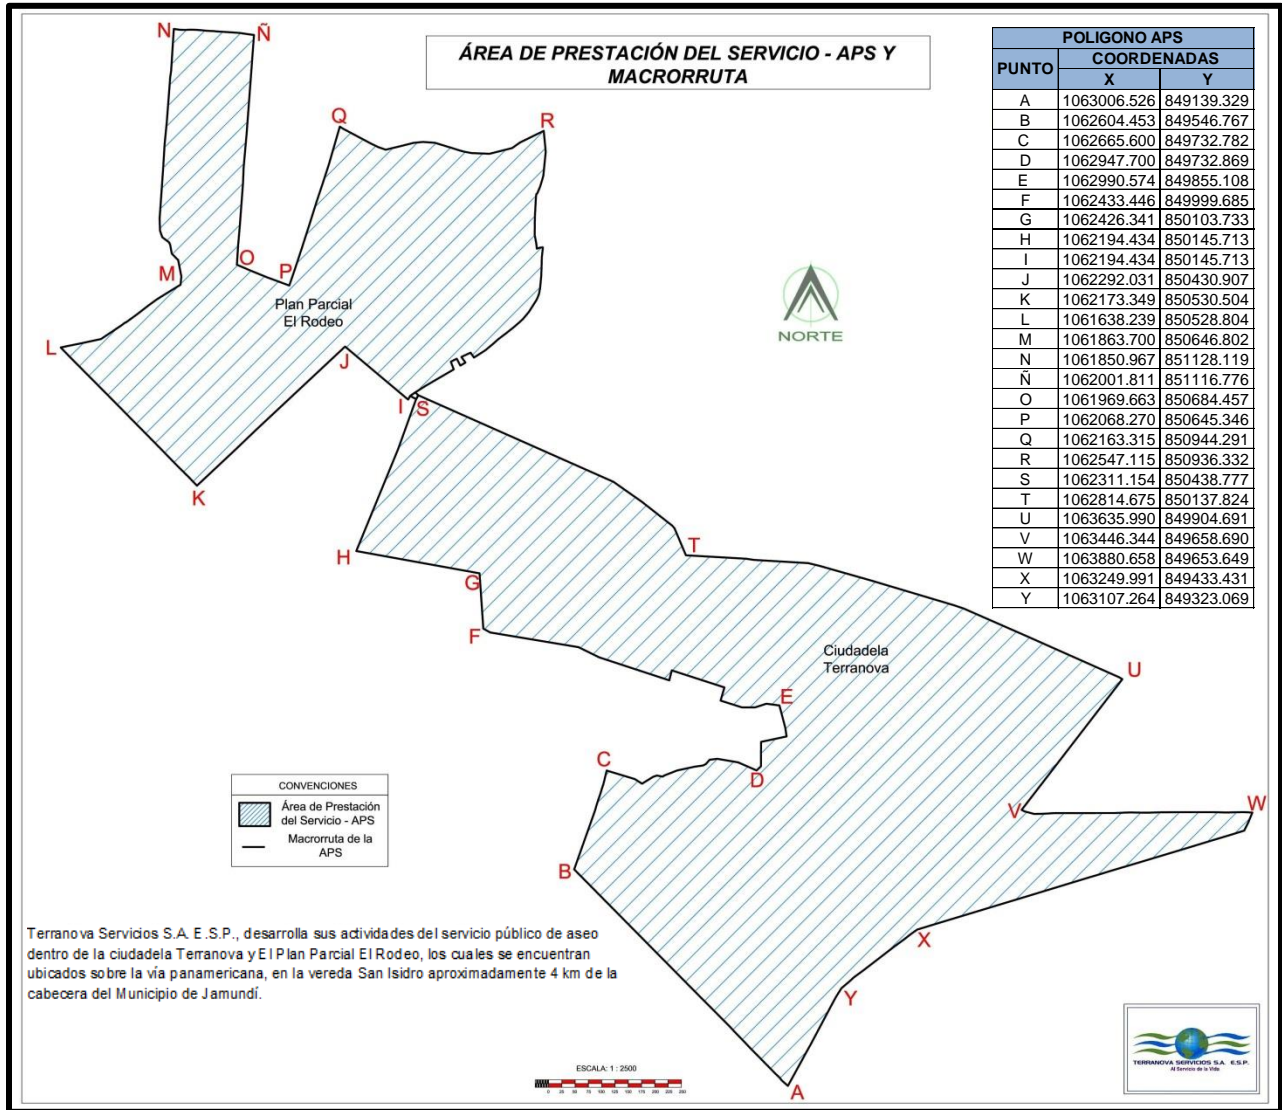 ÁREA DE PRESTACIÓN DEL SERVICIO - APS Y
MACRORRUTA
POLIGONO APS
PUNTO COORDENADAS
X Y
A 1063006.526 849139.329
B 1062604.453 849546.767
C 1062665.600 849732.782
D 1062947.700 849732.869
E 1062990.574 849855.108
F 1062433.446 849999.685
G 1062426.341 850103.733
H 1062194.434 850145.713
I 1062194.434 850145.713
J 1062292.031 850430.907
K 1062173.349 850530.504
L 1061638.239 850528.804
M 1061863.700 850646.802
N 1061850.967 851128.119
Ñ 1062001.811 851116.776
O 1061969.663 850684.457
P 1062068.270 850645.346
Q 1062163.315 850944.291
R 1062547.115 850936.332
S 1062311.154 850438.777
T 1062814.675 850137.824
U 1063635.990 849904.691
V 1063446.344 849658.690
W 1063880.658 849653.649
X 1063249.991 849433.431
Y 1063107.264 849323.069
N
Ñ
Q
R
M
O
P
Plan Parcial
El Rodeo
NORTE
L
J
I
S
K
H
T
G
F
Ciudadela
Terranova
U
E
C
D
V
W
B
X
Y
A
CONVENCIONES
Área de Prestación
del Servicio - APS
Macrorruta de la
APS
Terranova Servicios S.A. E.S.P., desarrolla sus actividades del servicio público de aseo
dentro de la ciudadela Terranova y El Plan Parcial El Rodeo, los cuales se encuentran
ubicados sobre la vía panamericana, en la vereda San Isidro aproximadamente 4 km de la
cabecera del Municipio de Jamundí.
ESCALA: 1 : 2500
TERRANOVA SERVICIOS S.A. E.S.P.
Al Servicio de la Vida